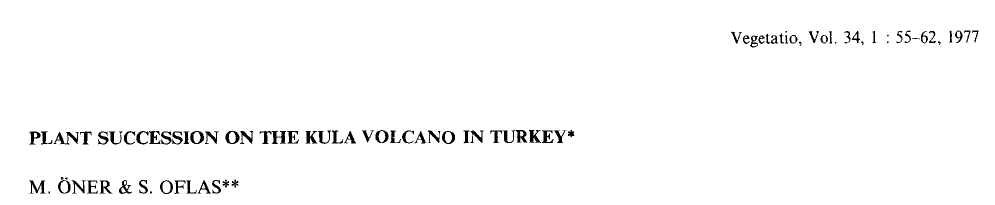 Vegetatio, Vol. 34, 1 : 55–62, 1977
PLANT SUCCESSION ON THE KULA VOLCANO IN TURKEY*
M. ÖNER & S. OFLAS**